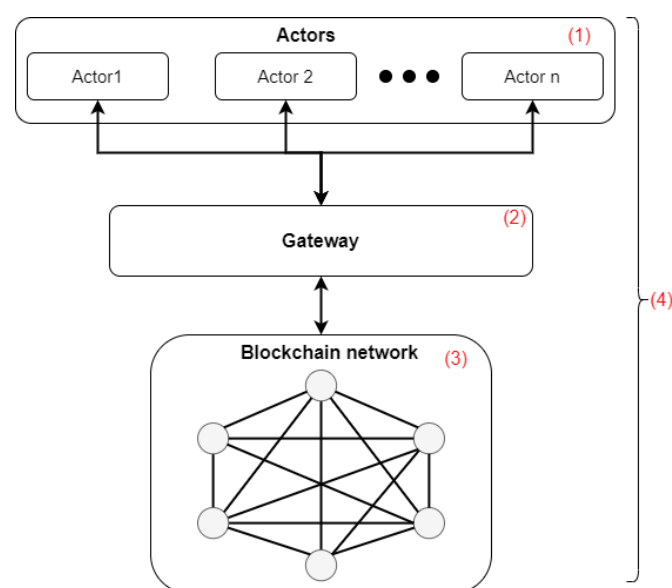 Actors (1)
Actor1 Actor 2 Actor n
(2)
Gateway
(4)
Blockchain network (3)